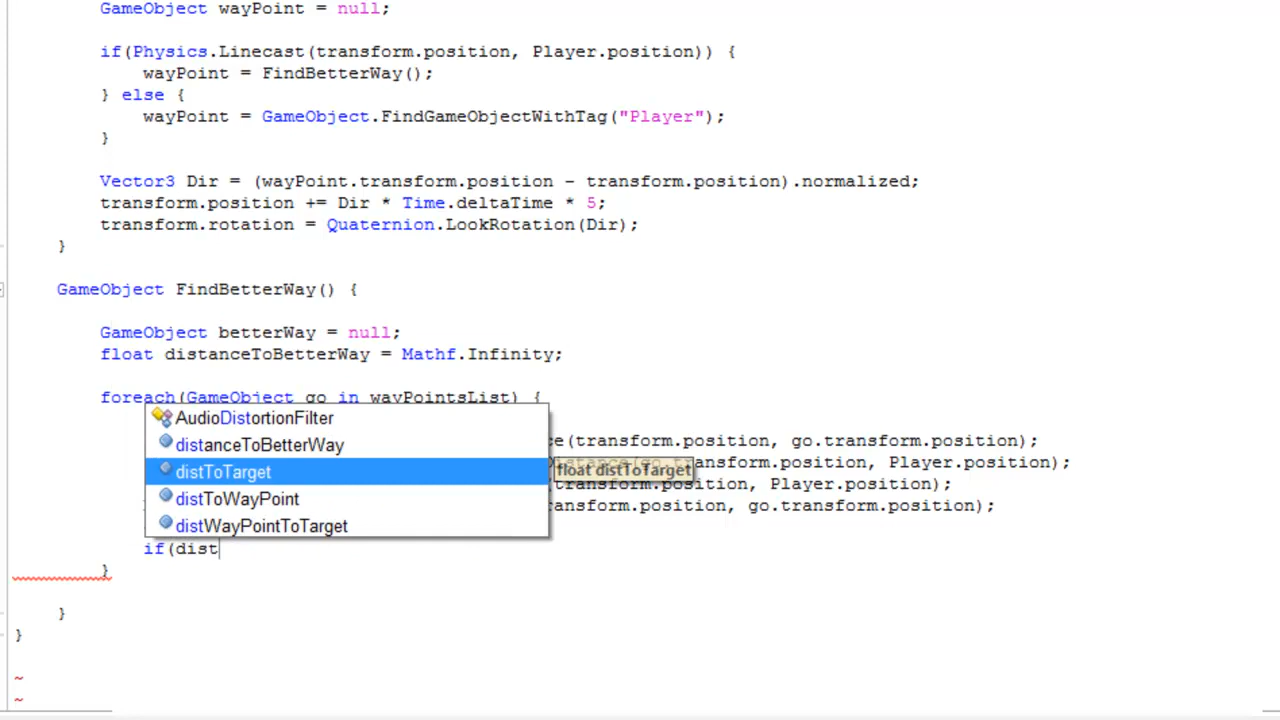 GameObject wayPoint = null;
if(Physics.Linecast(transform.position, Player.position)) {
wayPoint = FindBetterWay();
} else {
wayPoint = GameObject.FindGameObjectWithTag("Player");
}
Vector3 Dir = (wayPoint.transform.position - transform.position).normalized;
transform.position += Dir * Time.deltaTime * 5;
transform.rotation = Quaternion.LookRotation(Dir);
}
GameObject FindBetterWay() {
GameObject betterWay = null;
float distanceToBetterWay = Mathf.Infinity;
foreach(GameObject go in wayPointsList) {
AudioDistortionFilter
distanceToBetterWay
(transform.position, go.transform.position);
distToTarget
float distToTarget
transform.position, Player.position);
distToWayPoint
transform.position, Player.position);
go.transform.position);
distWayPointToTarget
if(dist
}
}
}
~
~